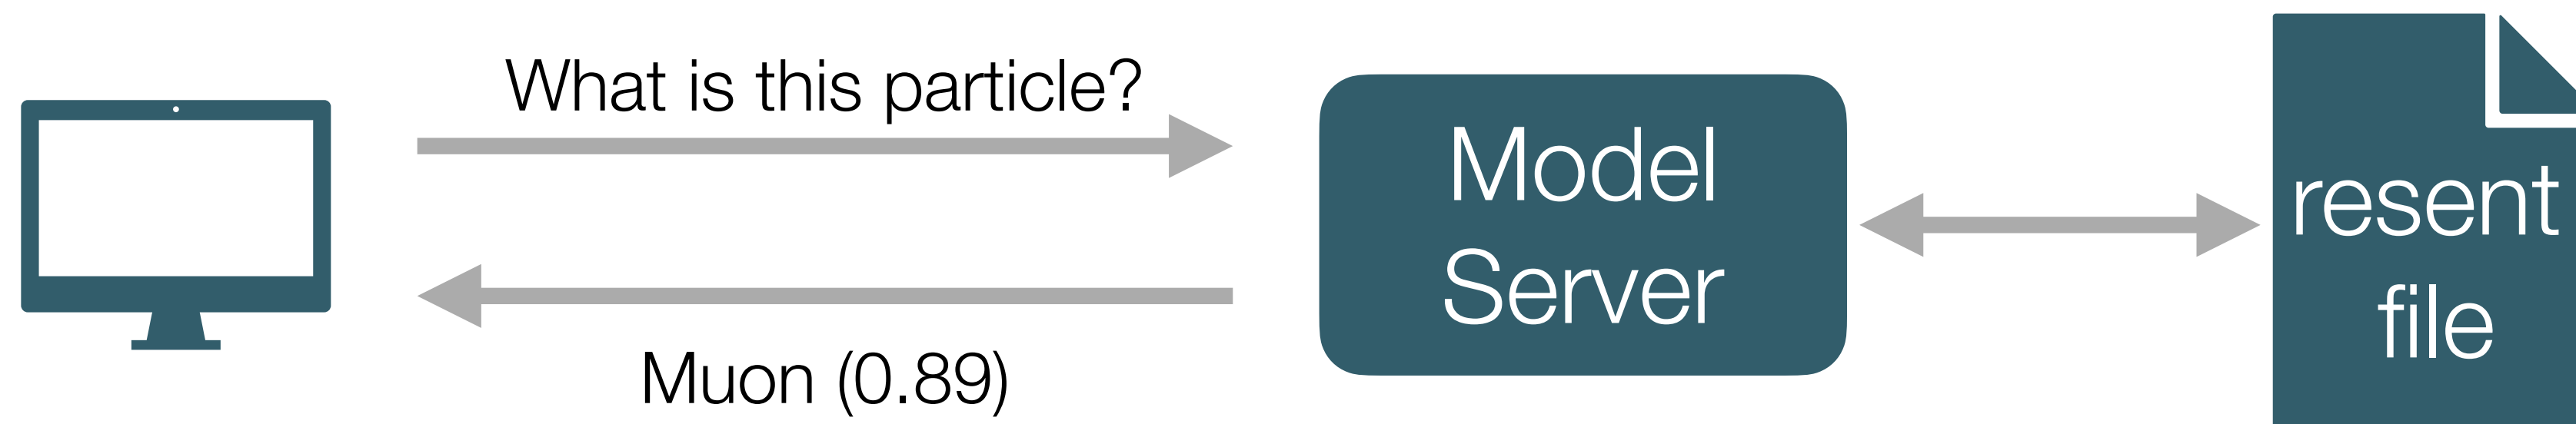 What is this particle?
Muon (0.89)
Model
Server
resent
file